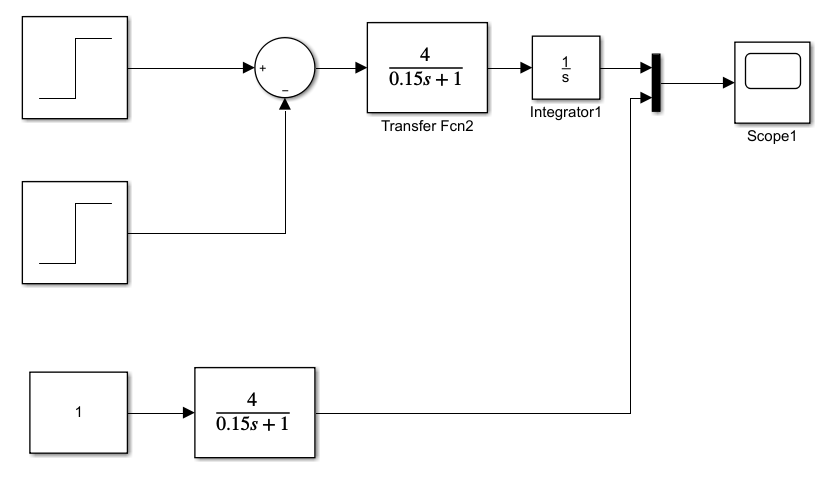 +
−
4
0.15s + 1
Transfer Fcn2
1
s
Integrator1
Scope1
1
4
0.15s + 1